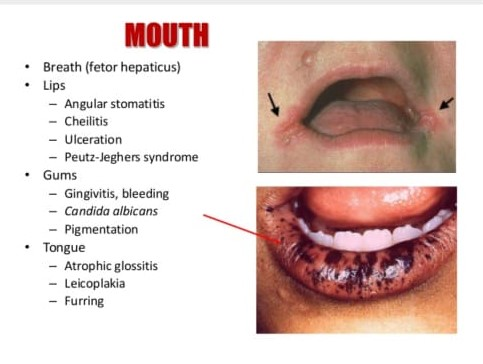 MOUTH
• Breath (fetor hepaticus)
• Lips
– Angular stomatitis
– Cheilitis
– Ulceration
– Peutz-Jeghers syndrome
• Gums
– Gingivitis, bleeding
– Candida albicans
– Pigmentation
• Tongue
– Atrophic glossitis
– Leicoplakia
– Furring